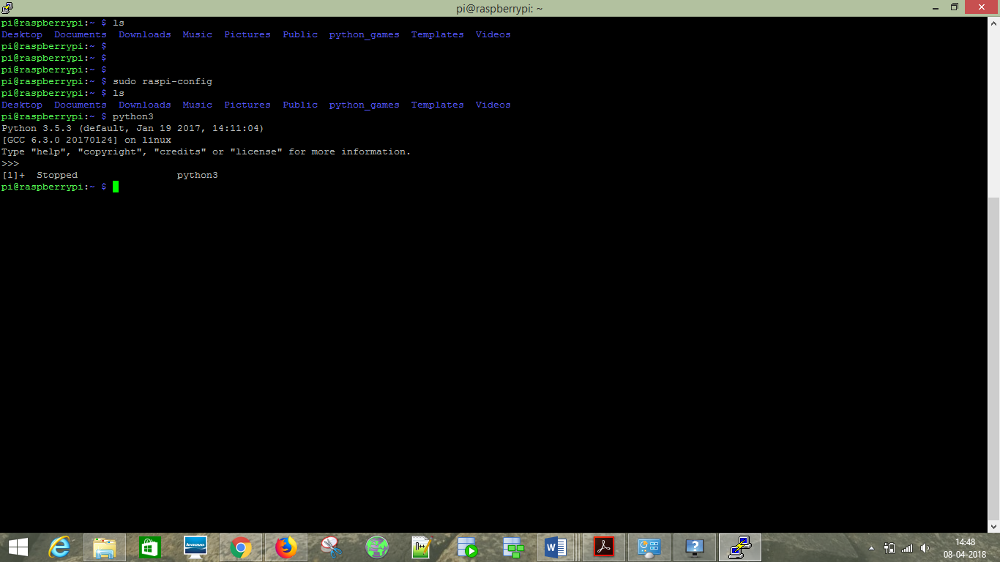 pi@raspberrypi: ~
pi@raspberrypi:~ $ ls
Desktop  Documents  Downloads  Music  Pictures  Public  python_games  Templates  Videos
pi@raspberrypi:~ $
pi@raspberrypi:~ $
pi@raspberrypi:~ $
pi@raspberrypi:~ $ sudo raspi-config
pi@raspberrypi:~ $ ls
Desktop  Documents  Downloads  Music  Pictures  Public  python_games  Templates  Videos
pi@raspberrypi:~ $ python3
Python 3.5.3 (default, Jan 19 2017, 14:11:04)
[GCC 6.3.0 20170124] on linux
Type "help", "copyright", "credits" or "license" for more information.
>>>
[1]+  Stopped                 python3
pi@raspberrypi:~ $
lenovo
14:48
08-04-2018